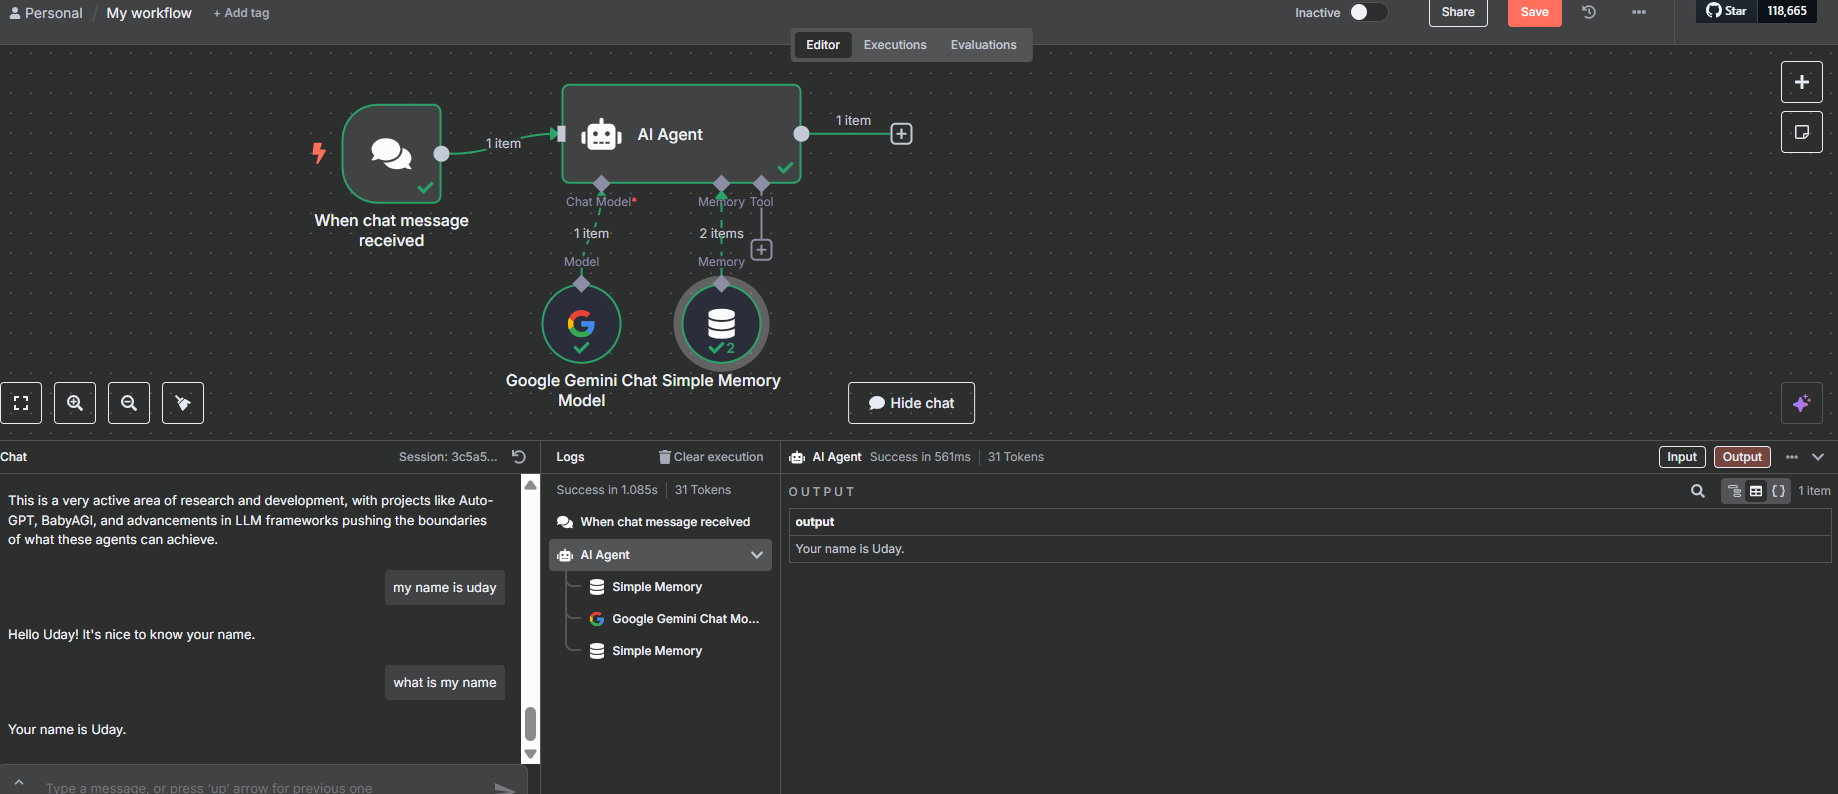 Personal / My workflow + Add tag
Inactive Share Save ••• Star 118,665
Editor Executions Evaluations
1 item
AI Agent
1 item
When chat message
received
Chat Model*
Memory
Tool
1 item
2 items
Model
Memory
2
Google Gemini Chat
Model
Simple Memory
Hide chat
Chat
Session: 3c5a5...
This is a very active area of research and development, with projects like Auto-
GPT, BabyAGI, and advancements in LLM frameworks pushing the boundaries
of what these agents can achieve.
my name is uday
Hello Uday! It's nice to know your name.
what is my name
Your name is Uday.
Type a message, or press 'up' arrow for previous one
Logs
Clear execution
Success in 1.085s | 31 Tokens
When chat message received
AI Agent
Simple Memory
Google Gemini Chat Mo...
Simple Memory
AI Agent Success in 561ms | 31 Tokens
Input Output •••
OUTPUT
1 item
output
Your name is Uday.